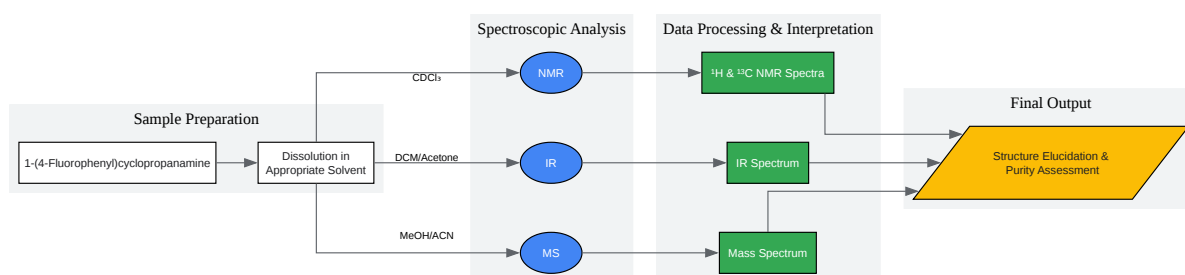 Sample Preparation
1-(4-Fluorophenyl)cyclopropanamine
Dissolution in
Appropriate Solvent
CDCl₃
DCM/Acetone
MeOH/ACN
Spectroscopic Analysis
NMR
IR
MS
Data Processing & Interpretation
¹H & ¹³C NMR Spectra
IR Spectrum
Mass Spectrum
Final Output
Structure Elucidation &
Purity Assessment